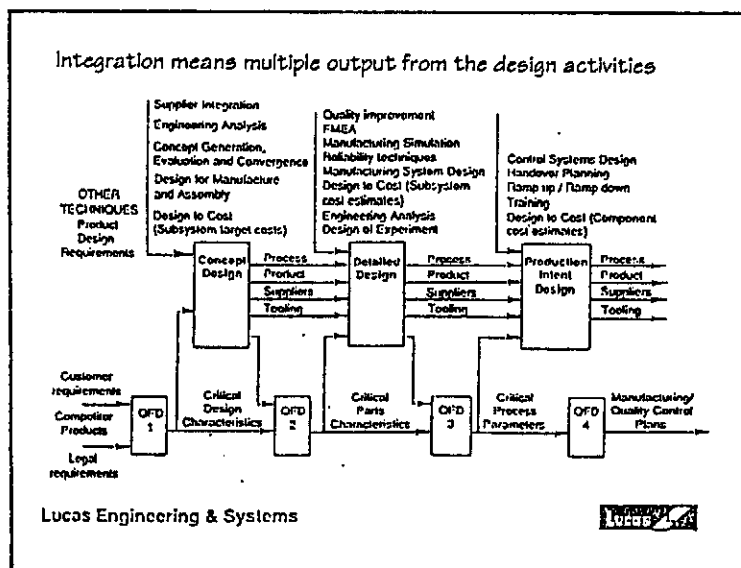 Integration means multiple output from the design activities
Supplier Integration
Engineering Analysis
Concept Generation,
Evaluation and Convergence
Design for Manufacture
and Assembly
Design to Cost
(Subsystem target costs)
OTHER
TECHNIQUES
Product
Design
Requirements
Quality improvement
FMEA
Manufacturing Simulation
Reliability techniques
Manufacturing System Design
Design to Cost (Subsystem
cost estimates)
Engineering Analysis
Design of Experiment
Control Systems Design
Handover Planning
Ramp up / Ramp down
Training
Design to Cost (Component
cost estimates)
Concept
Design
Process
Product
Suppliers
Tooling
Detailed
Design
Process
Product
Suppliers
Tooling
Production
Intent
Design
Process
Product
Suppliers
Tooling
Customer
requirements
Competitor
Products
Legal
requirements
QFD
1
Critical
Design
Characteristics
QFD
2
Critical
Parts
Characteristics
QFD
3
Critical
Process
Parameters
QFD
4
Manufacturing/
Quality Control
Plans
Lucas Engineering & Systems
Lucas